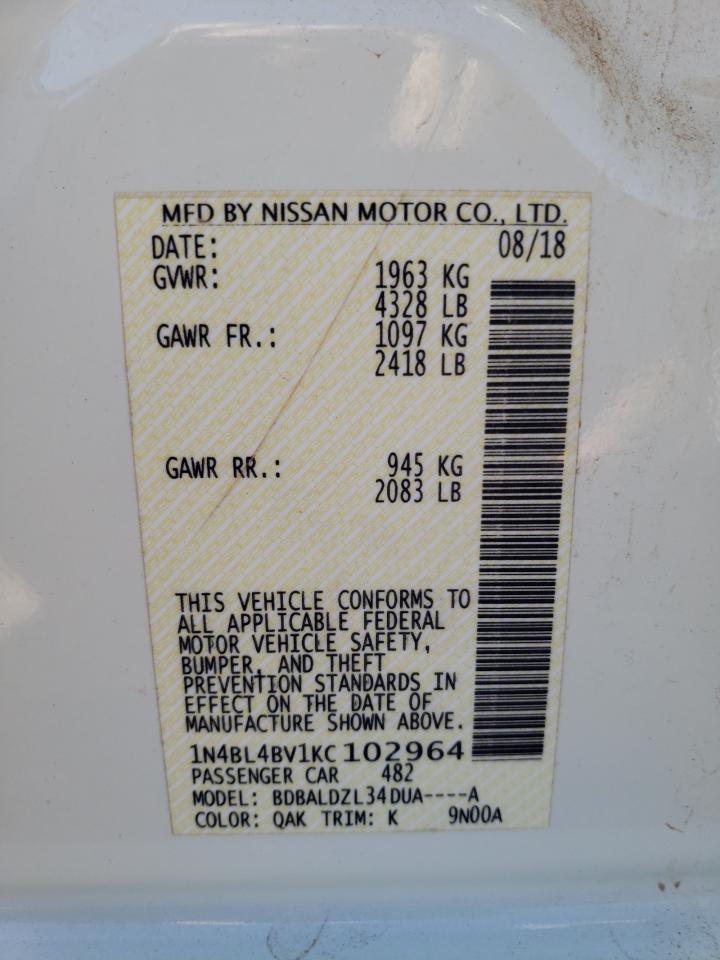 MFD BY NISSAN MOTOR CO., LTD.
DATE: 08/18
GVWR: 1963 KG
4328 LB
GAWR FR.: 1097 KG
2418 LB
GAWR RR.: 945 KG
2083 LB
THIS VEHICLE CONFORMS TO
ALL APPLICABLE FEDERAL
MOTOR VEHICLE SAFETY,
BUMPER, AND THEFT
PREVENTION STANDARDS IN
EFFECT ON THE DATE OF
MANUFACTURE SHOWN ABOVE.
1N4BL4BV1KC102964
PASSENGER CAR 482
MODEL: BDBALDZL34DUA----A
COLOR: QAK TRIM: K 9N00A